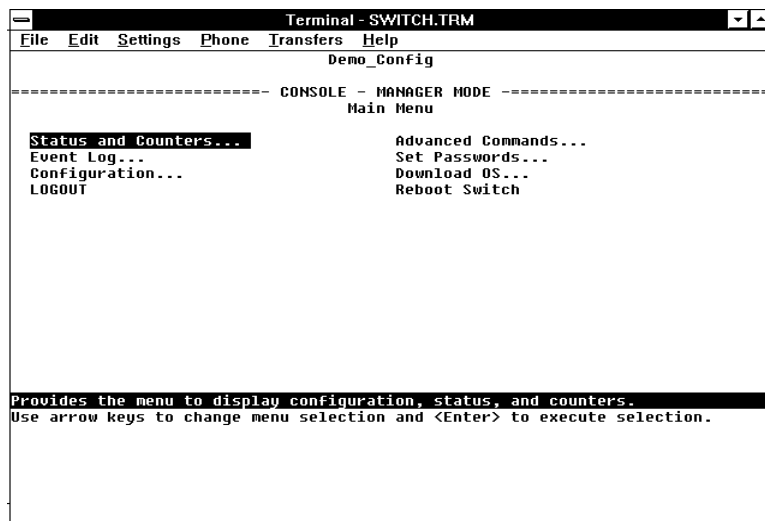 Terminal - SWITCH.TRM
File Edit Settings Phone Transfers Help
Demo_Config
===========================- CONSOLE - MANAGER MODE -===========================
Main Menu
Status and Counters... Advanced Commands...
Event Log... Set Passwords...
Configuration... Download OS...
LOGOUT Reboot Switch
Provides the menu to display configuration, status, and counters.
Use arrow keys to change menu selection and <Enter> to execute selection.